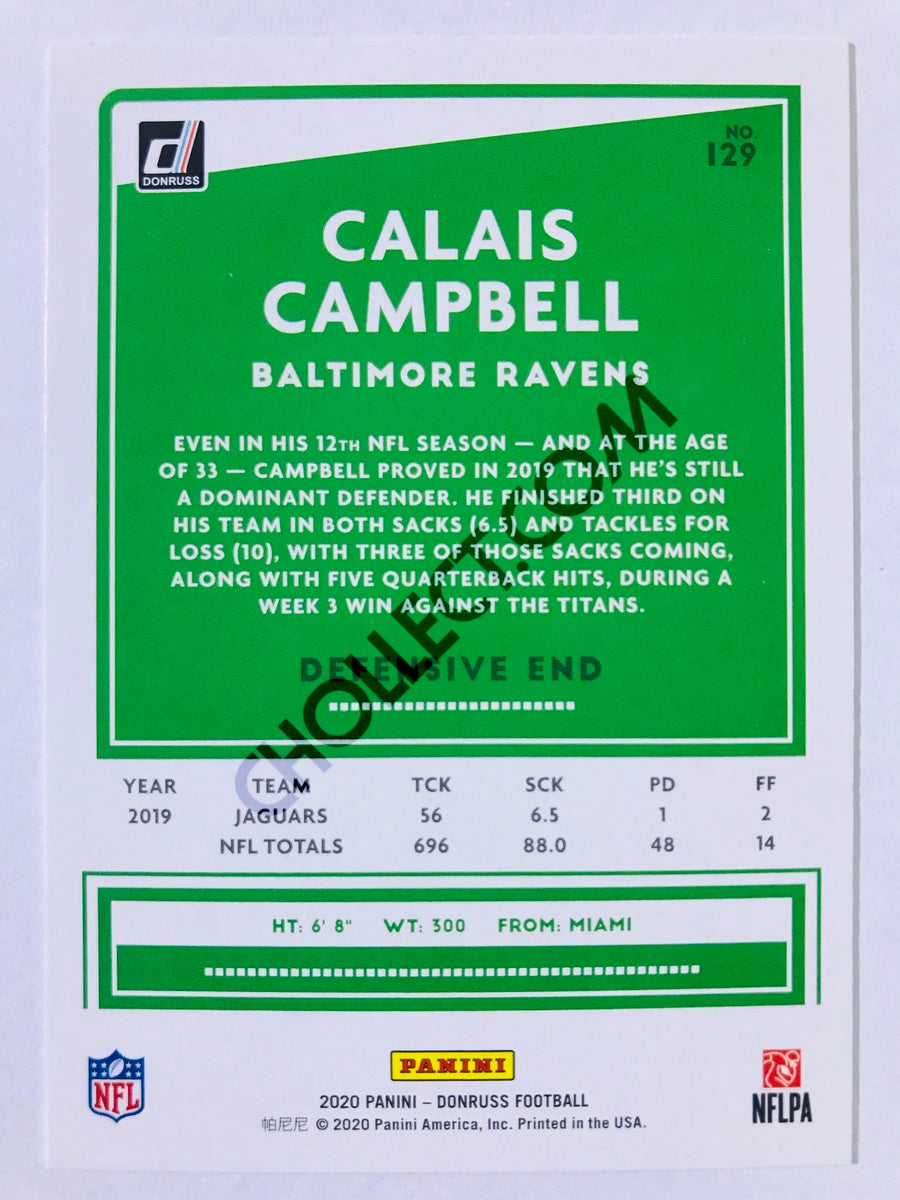 DONRUSS
NO.
129
CALAIS
CAMPBELL
BALTIMORE RAVENS
EVEN IN HIS 12TH NFL SEASON — AND AT THE AGE
OF 33 — CAMPBELL PROVED IN 2019 THAT HE'S STILL
A DOMINANT DEFENDER. HE FINISHED THIRD ON
HIS TEAM IN BOTH SACKS (6.5) AND TACKLES FOR
LOSS (10), WITH THREE OF THOSE SACKS COMING,
ALONG WITH FIVE QUARTERBACK HITS, DURING A
WEEK 3 WIN AGAINST THE TITANS.
DEFENSIVE END
CHOLLECT.COM
YEAR TEAM TCK SCK PD FF
2019 JAGUARS 56 6.5 1 2
NFL TOTALS 696 88.0 48 14
HT: 6' 8" WT: 300 FROM: MIAMI
NFL
PANINI
NFLPA
2020 PANINI – DONRUSS FOOTBALL
帕尼尼 © 2020 Panini America, Inc. Printed in the USA.